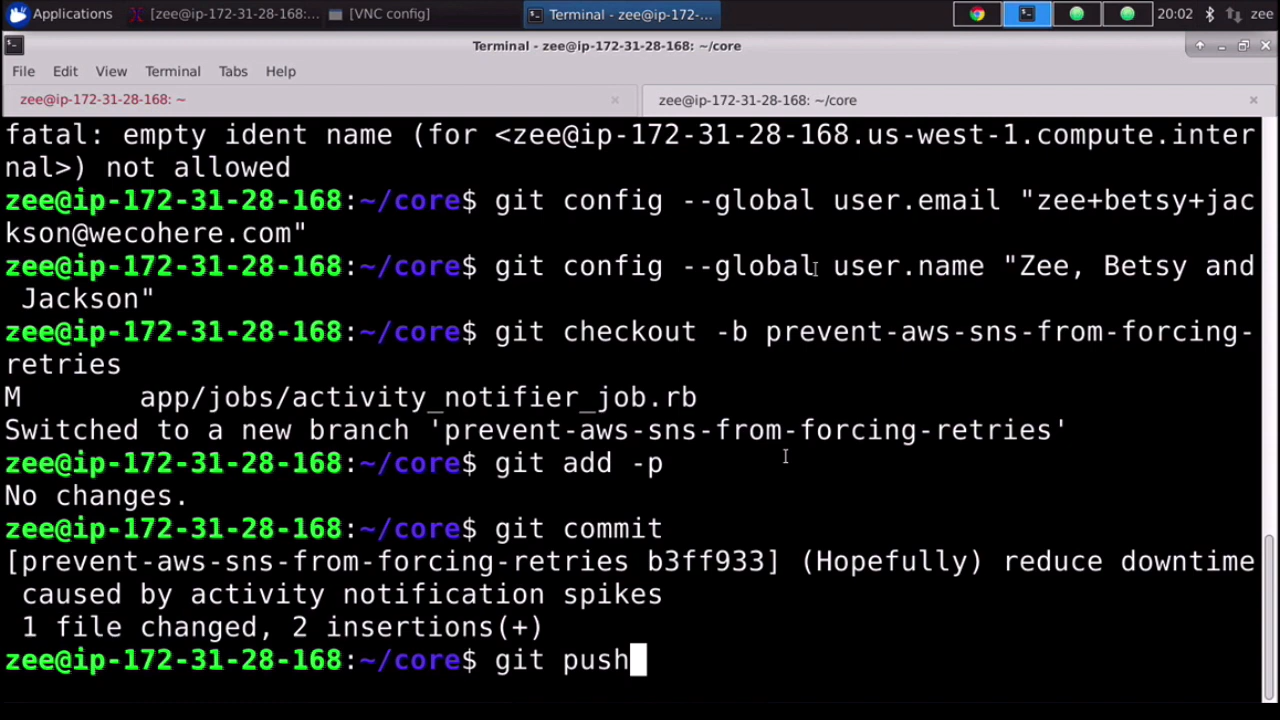 Applications
[zee@ip-172-31-28-168:...
[VNC config]
Terminal - zee@ip-172-...
20:02
zee
Terminal - zee@ip-172-31-28-168: ~/core
File Edit View Terminal Tabs Help
zee@ip-172-31-28-168: ~
zee@ip-172-31-28-168: ~/core
fatal: empty ident name (for <zee@ip-172-31-28-168.us-west-1.compute.inter
nal>) not allowed
zee@ip-172-31-28-168:~/core$ git config --global user.email "zee+betsy+jac
kson@wecohere.com"
zee@ip-172-31-28-168:~/core$ git config --global user.name "Zee, Betsy and
Jackson"
zee@ip-172-31-28-168:~/core$ git checkout -b prevent-aws-sns-from-forcing-
retries
M app/jobs/activity_notifier_job.rb
Switched to a new branch 'prevent-aws-sns-from-forcing-retries'
zee@ip-172-31-28-168:~/core$ git add -p
No changes.
zee@ip-172-31-28-168:~/core$ git commit
[prevent-aws-sns-from-forcing-retries b3ff933] (Hopefully) reduce downtime
caused by activity notification spikes
1 file changed, 2 insertions(+)
zee@ip-172-31-28-168:~/core$ git push